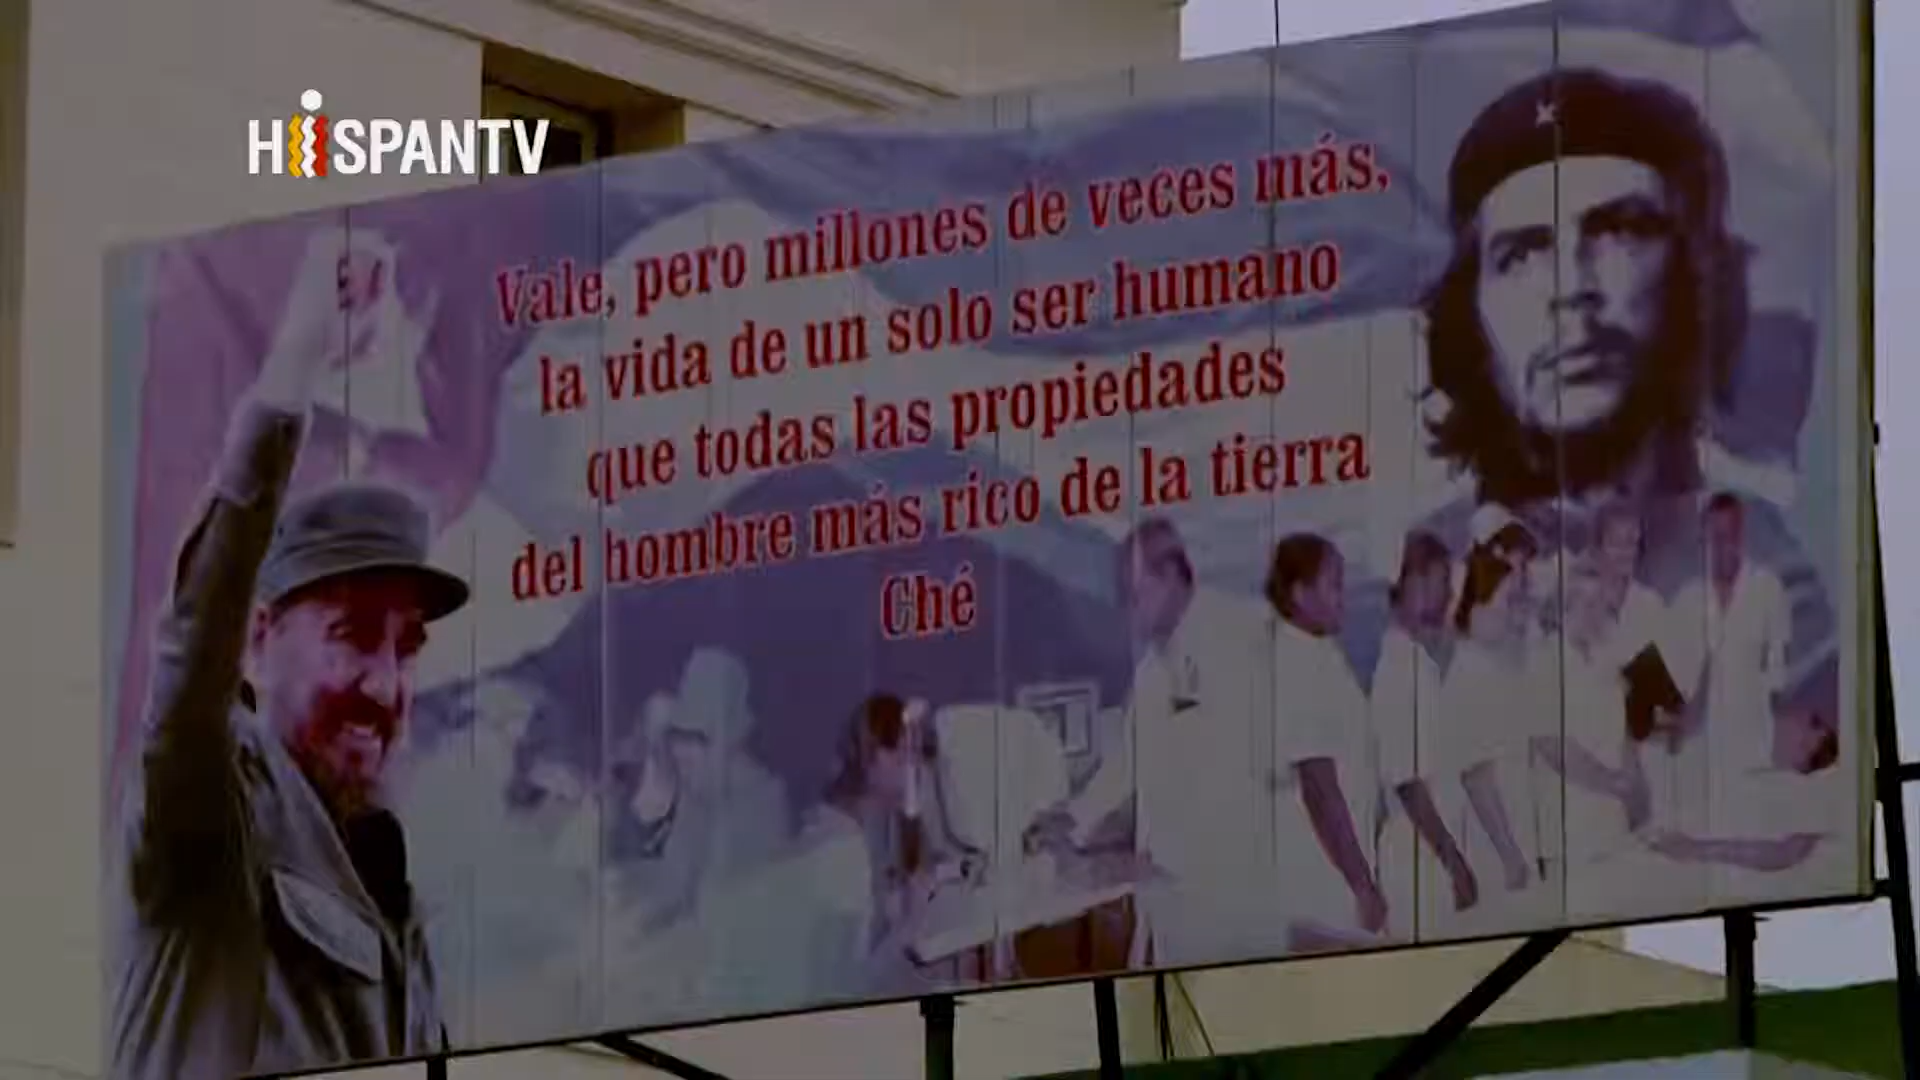 HISPANTV
Vale, pero millones de veces más,
la vida de un solo ser humano
que todas las propiedades
del hombre más rico de la tierra
Ché